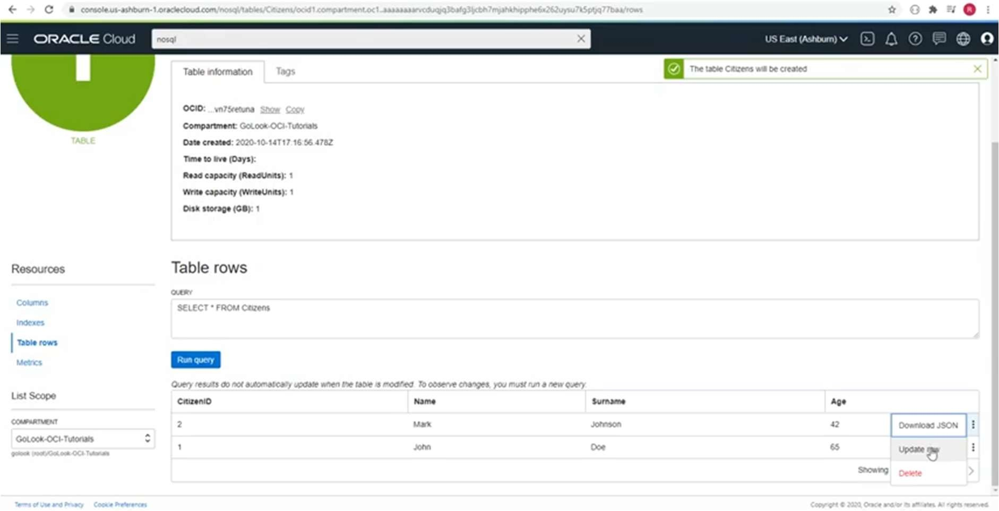 console.us-ashburn-1.oraclecloud.com/nosql/tables/Citizens/ocid1.compartment.oc1..aaaaaaaarvcduqjq3bafg3ljcbh7mjahkhipphe6x262uysu7k5ptjq77baa/rows
R
ORACLE Cloud
nosql
US East (Ashburn)
Table information
Tags
The table Citizens will be created
TABLE
OCID: ...vn75retuna Show Copy
Compartment: GoLook-OCI-Tutorials
Date created: 2020-10-14T17:16:56.478Z
Time to live (Days):
Read capacity (ReadUnits): 1
Write capacity (WriteUnits): 1
Disk storage (GB): 1
Resources
Columns
Indexes
Table rows
Metrics
List Scope
COMPARTMENT
GoLook-OCI-Tutorials
golook (root)/GoLook-OCI-Tutorials
Table rows
QUERY
SELECT * FROM Citizens
Run query
Query results do not automatically update when the table is modified. To observe changes, you must run a new query.
CitizenID Name Surname Age
2 Mark Johnson 42
1 John Doe 65
Showing
Download JSON
Update row
Delete
Terms of Use and Privacy Cookie Preferences
Copyright © 2020, Oracle and/or its affiliates. All rights reserved.